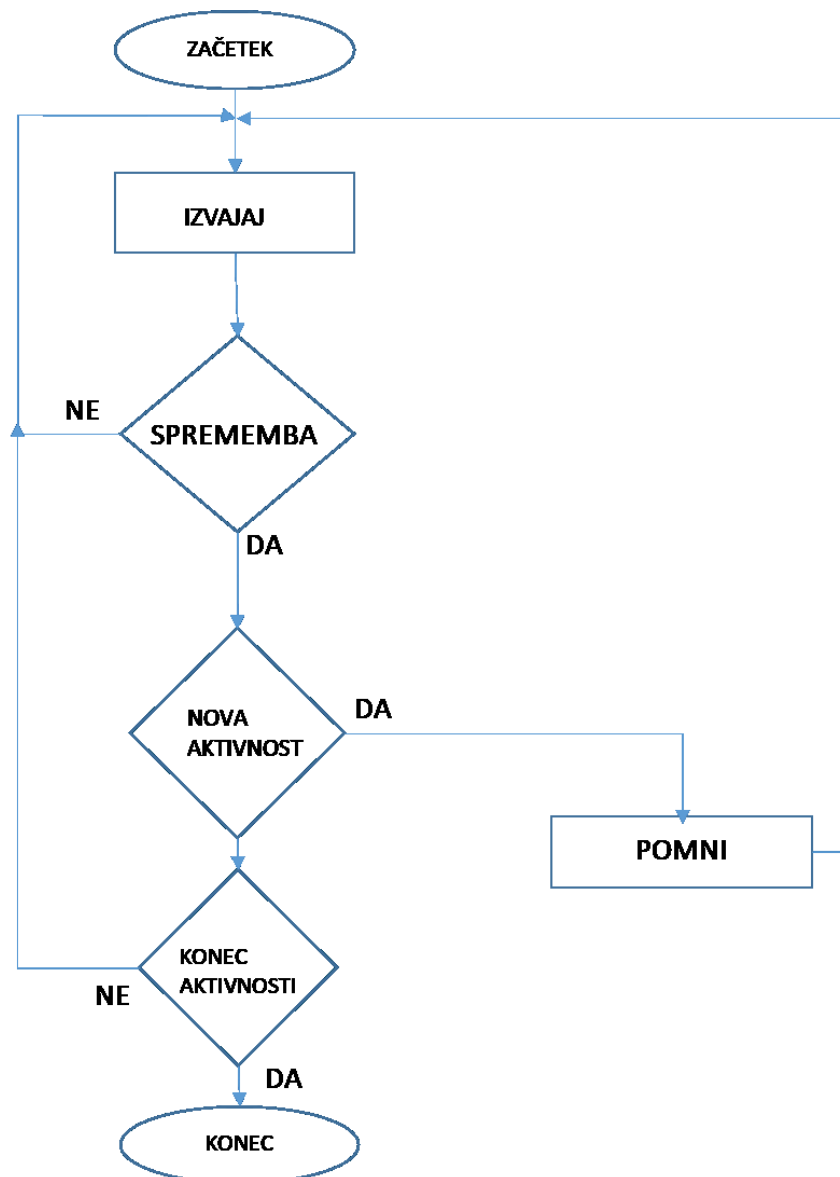 ZAČETEK
IZVAJAJ
NE
SPREMEMBA
DA
NOVA
AKTIVNOST
DA
POMNI
KONEC
AKTIVNOSTI
NE
DA
KONEC